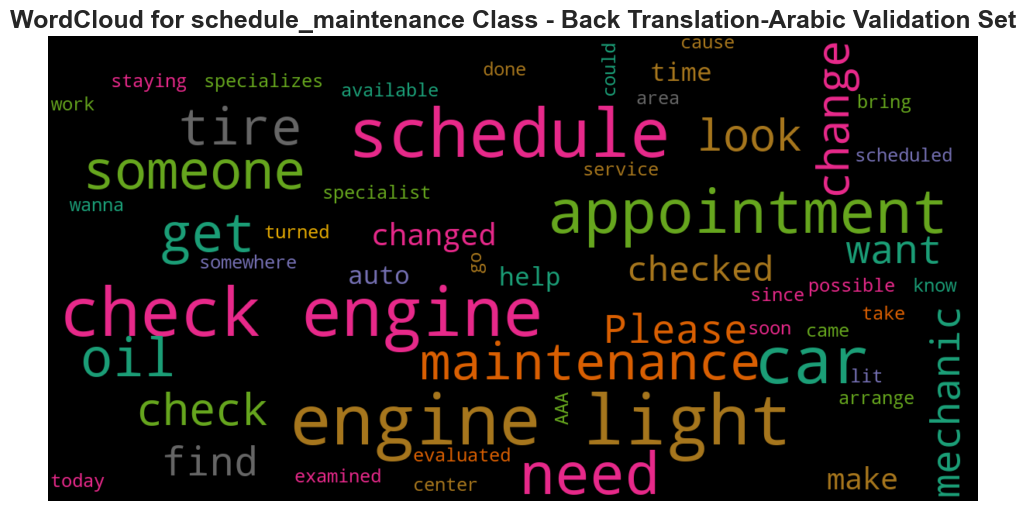 WordCloud for schedule_maintenance Class - Back Translation-Arabic Validation Set
cause
done
could
time
change
staying
specializes
available
area
bring
work
tire
schedule
look
someone
service
scheduled
specialist
wanna
appointment
get
turned
changed
want
somewhere
auto
go
help
checked
possible
know
since
check engine
Please
soon
came
take
oil
maintenance
car
lit
mechanic
check
engine light
AAA
arrange
find
evaluated
need
today
examined
center
make